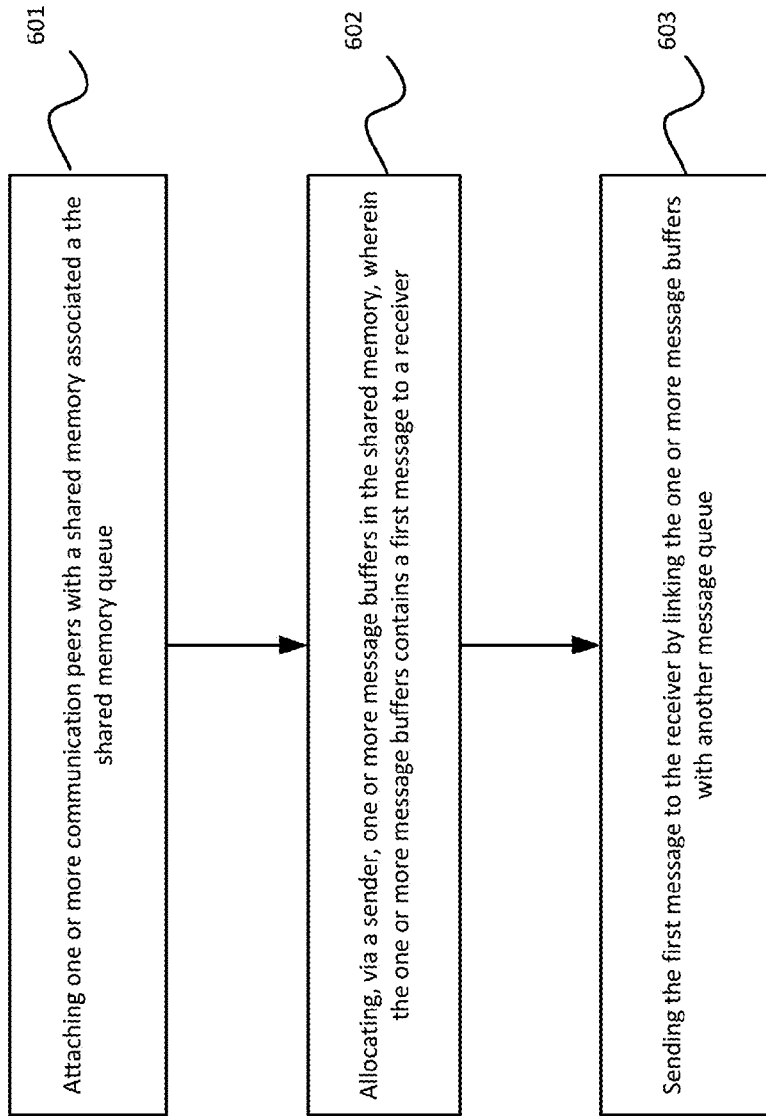 601
Attaching one or more communication peers with a shared memory associated a the
shared memory queue
602
Allocating, via a sender, one or more message buffers in the shared memory, wherein
the one or more message buffers contains a first message to a receiver
603
Sending the first message to the receiver by linking the one or more message buffers
with another message queue